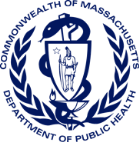 COMMONWEALTH OF MASSACHUSETTS
DEPARTMENT OF PUBLIC HEALTH